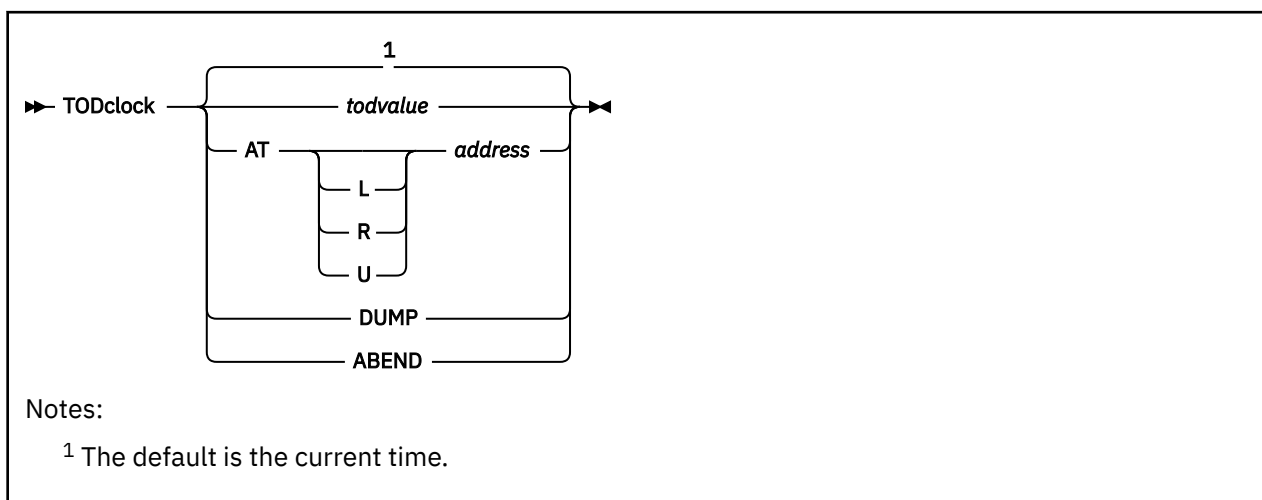 1
TODclock todvalue
AT address
L
R
U
DUMP
ABEND
Notes:
1 The default is the current time.